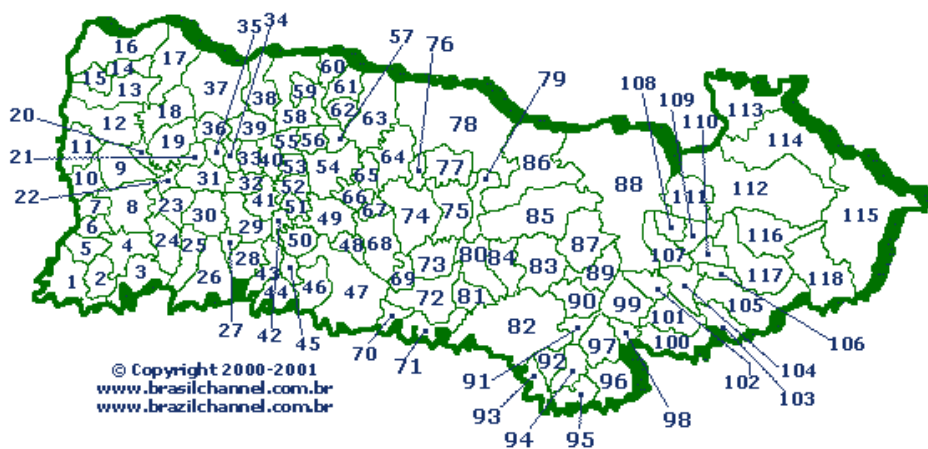 35 34 57 76 79
16 60 108 109 110 113
14 17 59 61 114
15 13 37 38 58 62 63 78
20 12 18 36 39 55 56 86 88
11 19 33 40 53 54 64 77 112
21 10 9 31 32 52 65 111 115
22 7 8 23 30 41 51 66 67 74 75 85 116
6 29 49 68 107
5 4 24 25 28 50 48 73 80 84 83 87 89 117 118
1 2 3 26 43 44 46 47 69 72 81 90 99 101 105
27 42 45 70 71 82 91 97 100 106
92 102 104
93 96 98 103
94 95
© Copyright 2000-2001
www.brasilchannel.com.br
www.brazilchannel.com.br